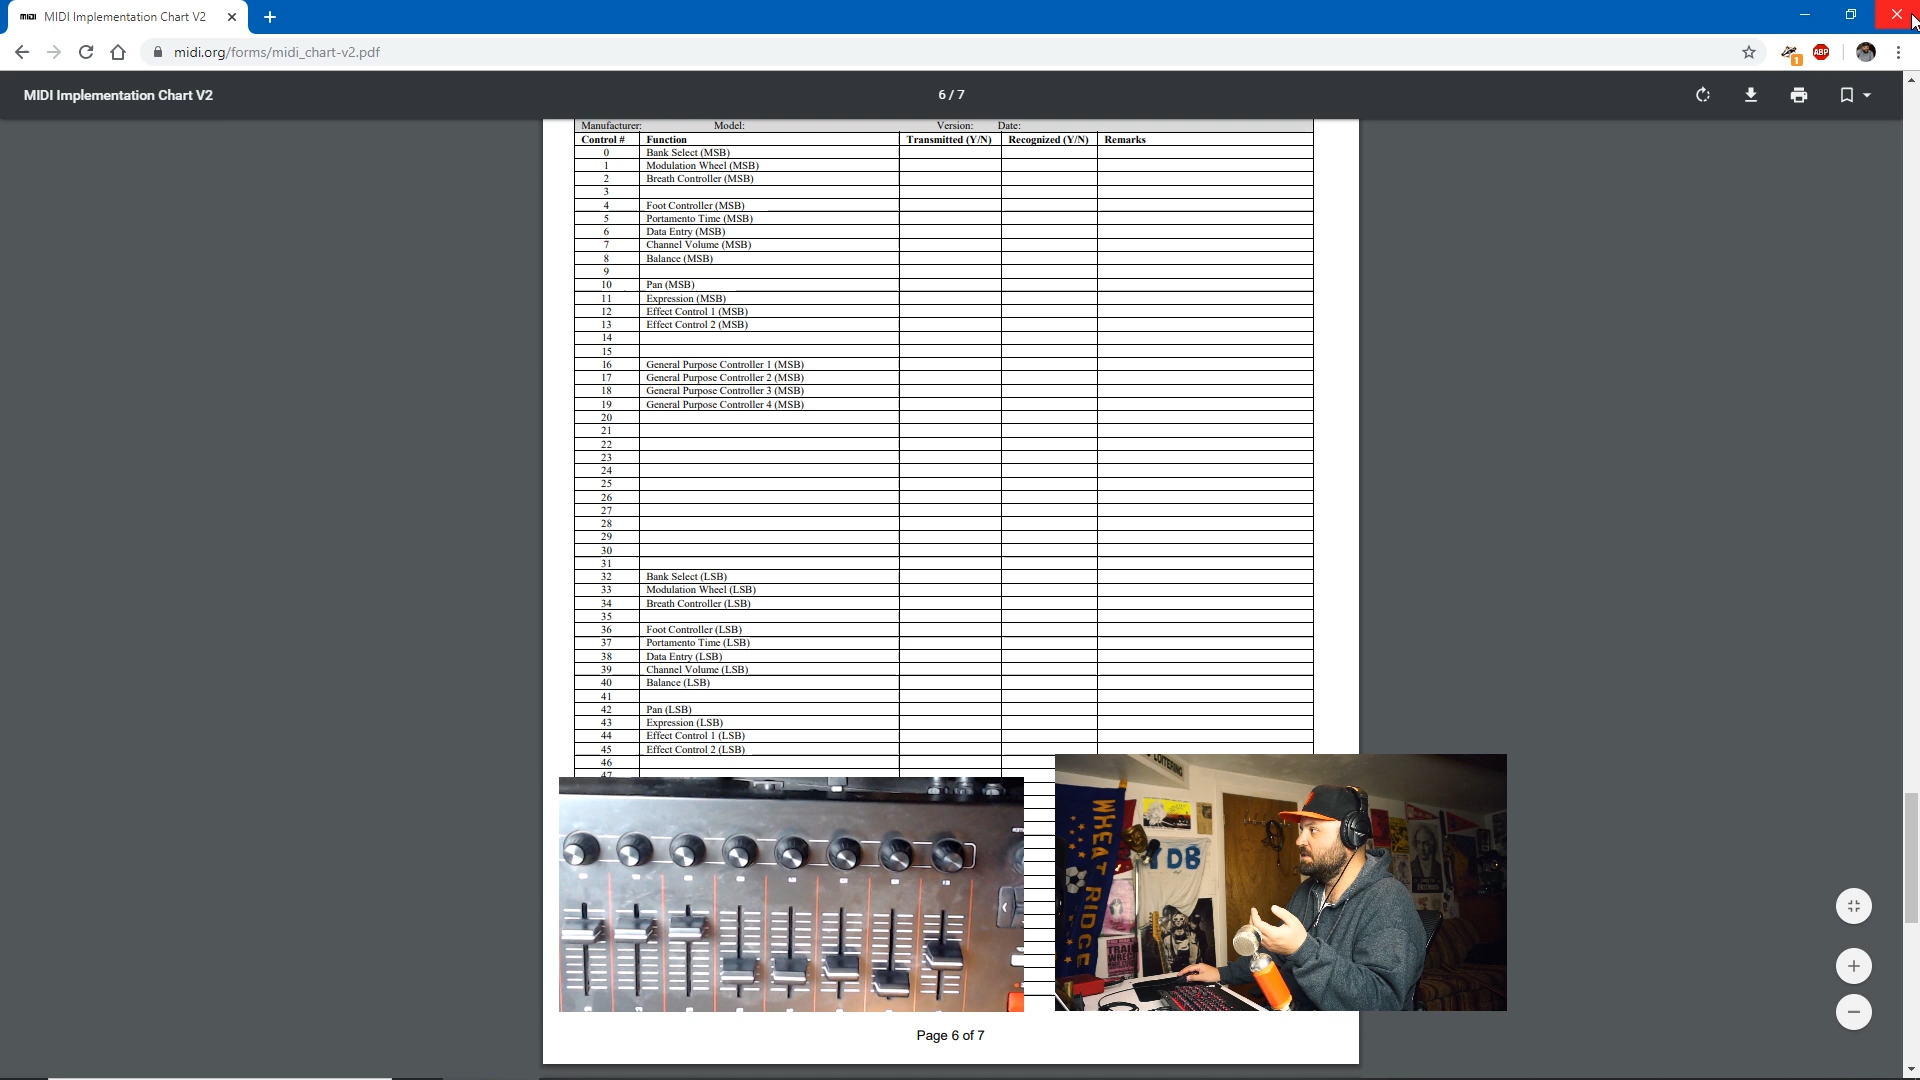 MIDI Implementation Chart V2
midi.org/forms/midi_chart-v2.pdf
1
ABP
MIDI Implementation Chart V2
6 / 7
Manufacturer: Model: Version: Date:
Control # Function Transmitted (Y/N) Recognized (Y/N) Remarks
0 Bank Select (MSB)
1 Modulation Wheel (MSB)
2 Breath Controller (MSB)
3
4 Foot Controller (MSB)
5 Portamento Time (MSB)
6 Data Entry (MSB)
7 Channel Volume (MSB)
8 Balance (MSB)
9
10 Pan (MSB)
11 Expression (MSB)
12 Effect Control 1 (MSB)
13 Effect Control 2 (MSB)
14
15
16 General Purpose Controller 1 (MSB)
17 General Purpose Controller 2 (MSB)
18 General Purpose Controller 3 (MSB)
19 General Purpose Controller 4 (MSB)
20
21
22
23
24
25
26
27
28
29
30
31
32 Bank Select (LSB)
33 Modulation Wheel (LSB)
34 Breath Controller (LSB)
35
36 Foot Controller (LSB)
37 Portamento Time (LSB)
38 Data Entry (LSB)
39 Channel Volume (LSB)
40 Balance (LSB)
41
42 Pan (LSB)
43 Expression (LSB)
44 Effect Control 1 (LSB)
45 Effect Control 2 (LSB)
46
47
LOITERING
WHEAT RIDGE
YDB
Page 6 of 7